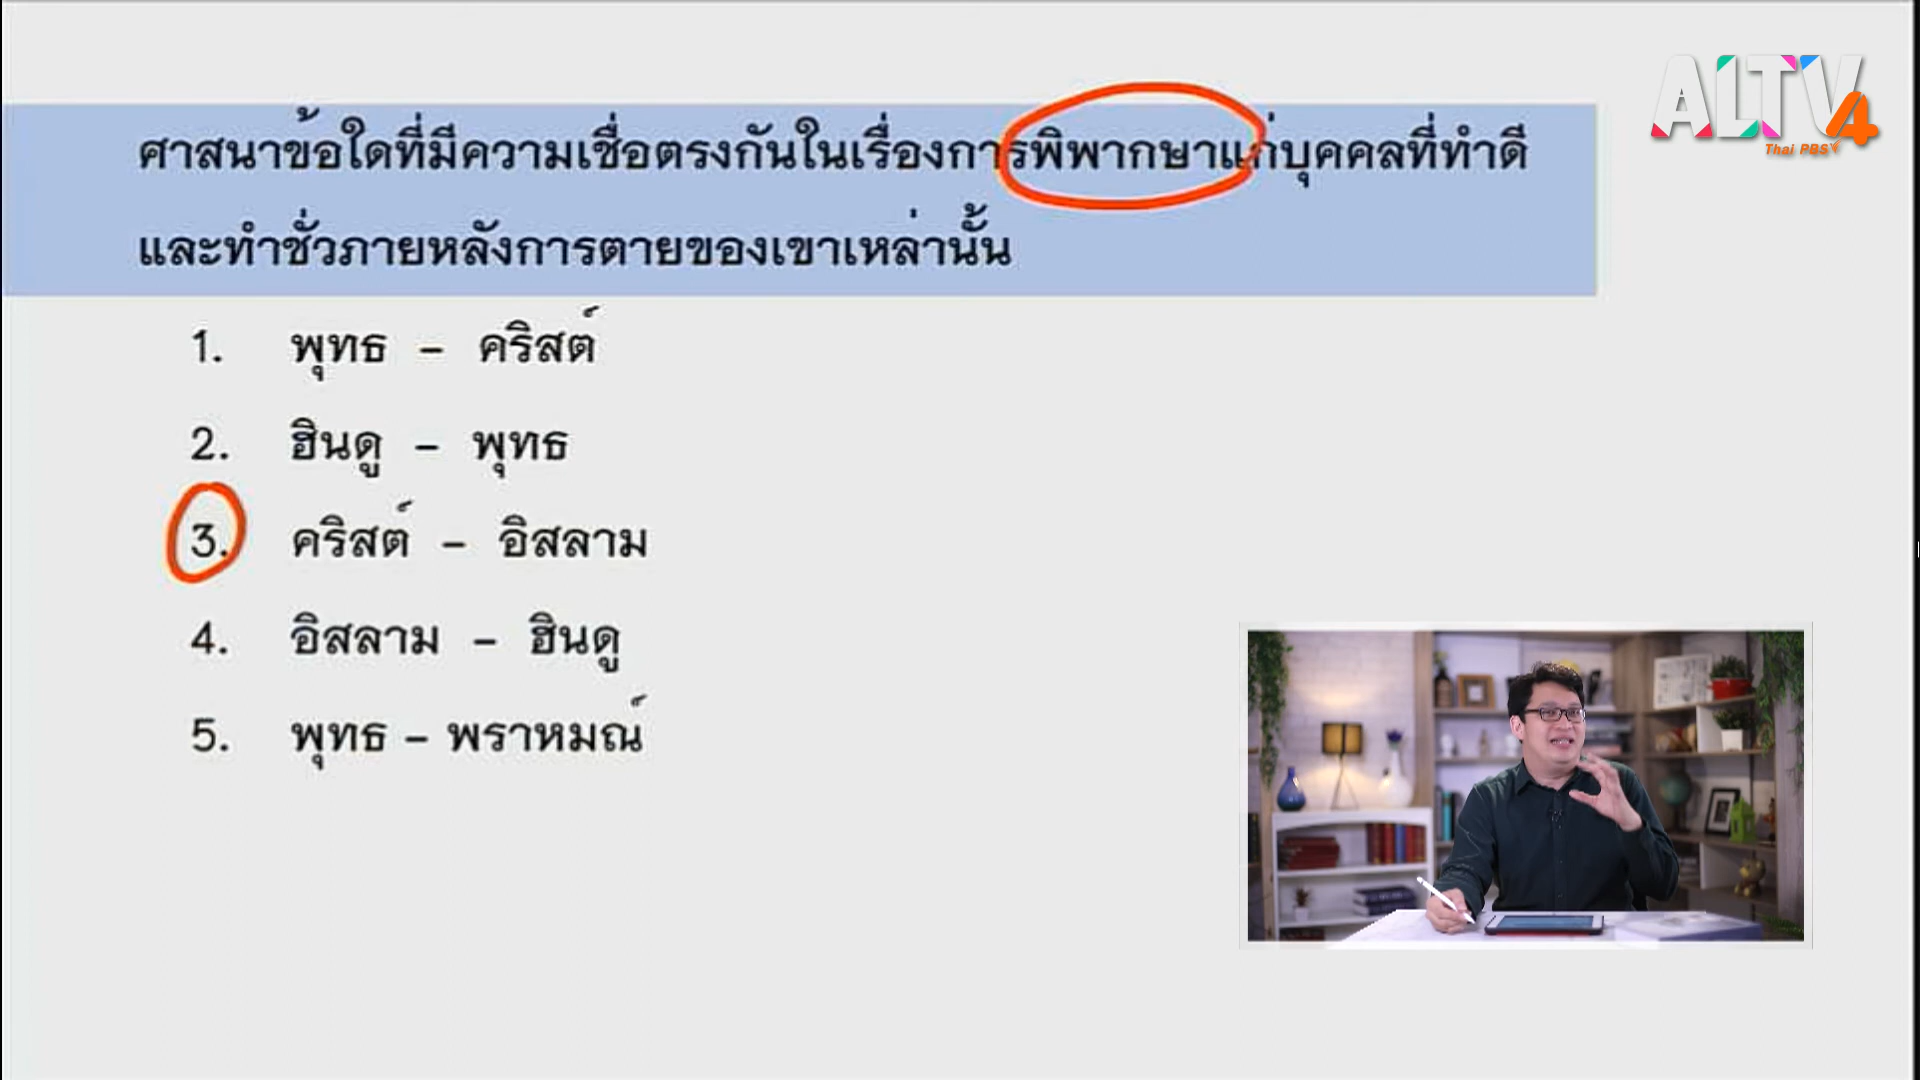 ALTV4
Thai PBS
ศาสนาข้อใดที่มีความเชื่อตรงกันในเรื่องการพิพากษาแก่บุคคลที่ทำดี
และทำชั่วภายหลังการตายของเขาเหล่านั้น
1. พุทธ - คริสต์
2. ฮินดู - พุทธ
3. คริสต์ - อิสลาม
4. อิสลาม - ฮินดู
5. พุทธ - พราหมณ์